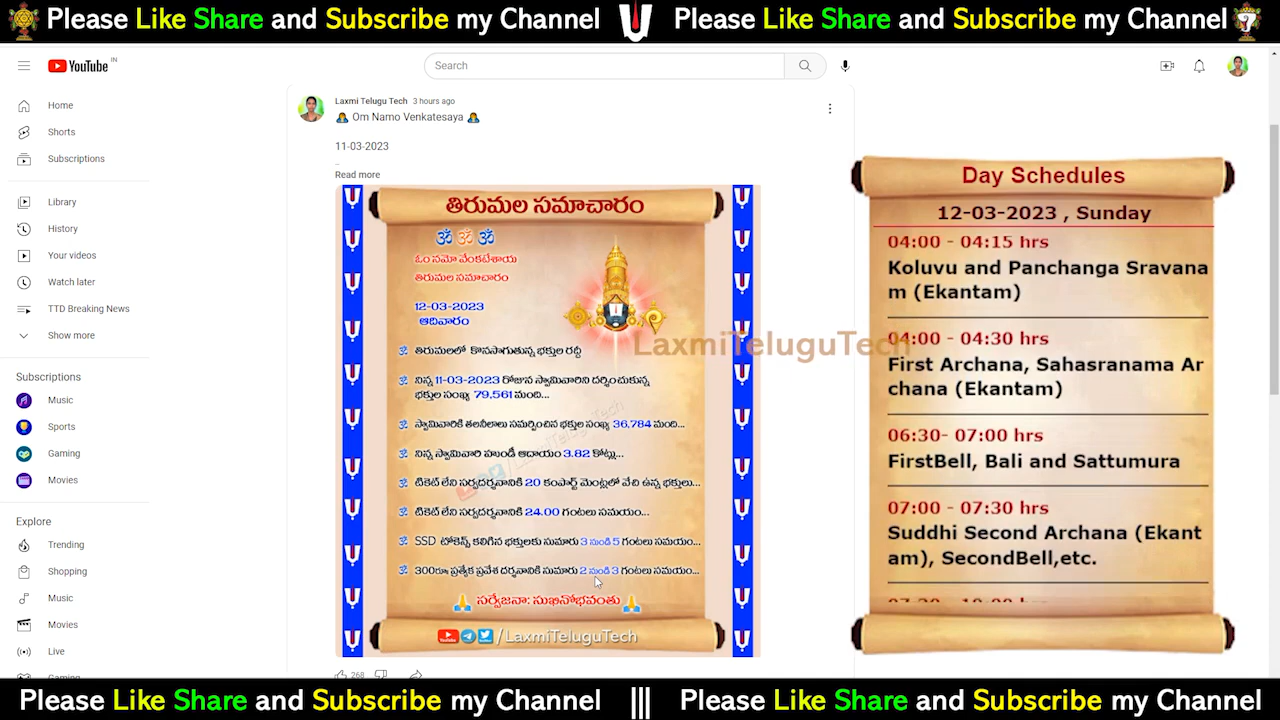 Please Like Share and Subscribe my Channel
Please Like Share and Subscribe my Channel
YouTube IN
Search
Home
Shorts
Subscriptions
Library
History
Your videos
Watch later
TTD Breaking News
Show more
Subscriptions
Music
Sports
Gaming
Movies
Explore
Trending
Shopping
Music
Movies
Live
Laxmi Telugu Tech 3 hours ago
Om Namo Venkatesaya
11-03-2023
..
Read more
తిరుమల సమాచారం
ॐ ॐ ॐ
ఓం నమో వేంకటేశాయ
తిరుమల సమాచారం
12-03-2023
ఆదివారం
ॐ తిరుమలలో కొనసాగుతున్న భక్తుల రద్దీ
ॐ నిన్న 11-03-2023 రోజున స్వామివారిని దర్శించుకున్న
భక్తుల సంఖ్య 79,561 మంది...
ॐ స్వామివారికి తలనీలాలు సమర్పించిన భక్తుల సంఖ్య 36,784 మంది...
ॐ నిన్న స్వామివారి హుండీ ఆదాయం 3.82 కోట్లు...
ॐ టికెట్ లేని సర్వదర్శనానికి 20 కంపార్ట్ మెంట్లలో వేచి ఉన్న భక్తులు...
ॐ టికెట్ లేని సర్వదర్శనానికి 24.00 గంటలు సమయం...
ॐ SSD టోకెన్స్ కలిగిన భక్తులకు సుమారు 3 నుండి 5 గంటలు సమయం...
ॐ 300రూ ప్రత్యేక ప్రవేశ దర్శనానికి సుమారు 2 నుండి 3 గంటలు సమయం...
సర్వేజనా: సుఖినోభవంతు
/LaxmiTeluguTech
268
LaxmiTeluguTech
Day Schedules
12-03-2023 , Sunday
04:00 - 04:15 hrs
Koluvu and Panchanga Sravana
m (Ekantam)
04:00 - 04:30 hrs
First Archana, Sahasranama Ar
chana (Ekantam)
06:30- 07:00 hrs
FirstBell, Bali and Sattumura
07:00 - 07:30 hrs
Suddhi Second Archana (Ekant
am), SecondBell,etc.
Please Like Share and Subscribe my Channel
|||
Please Like Share and Subscribe my Channel